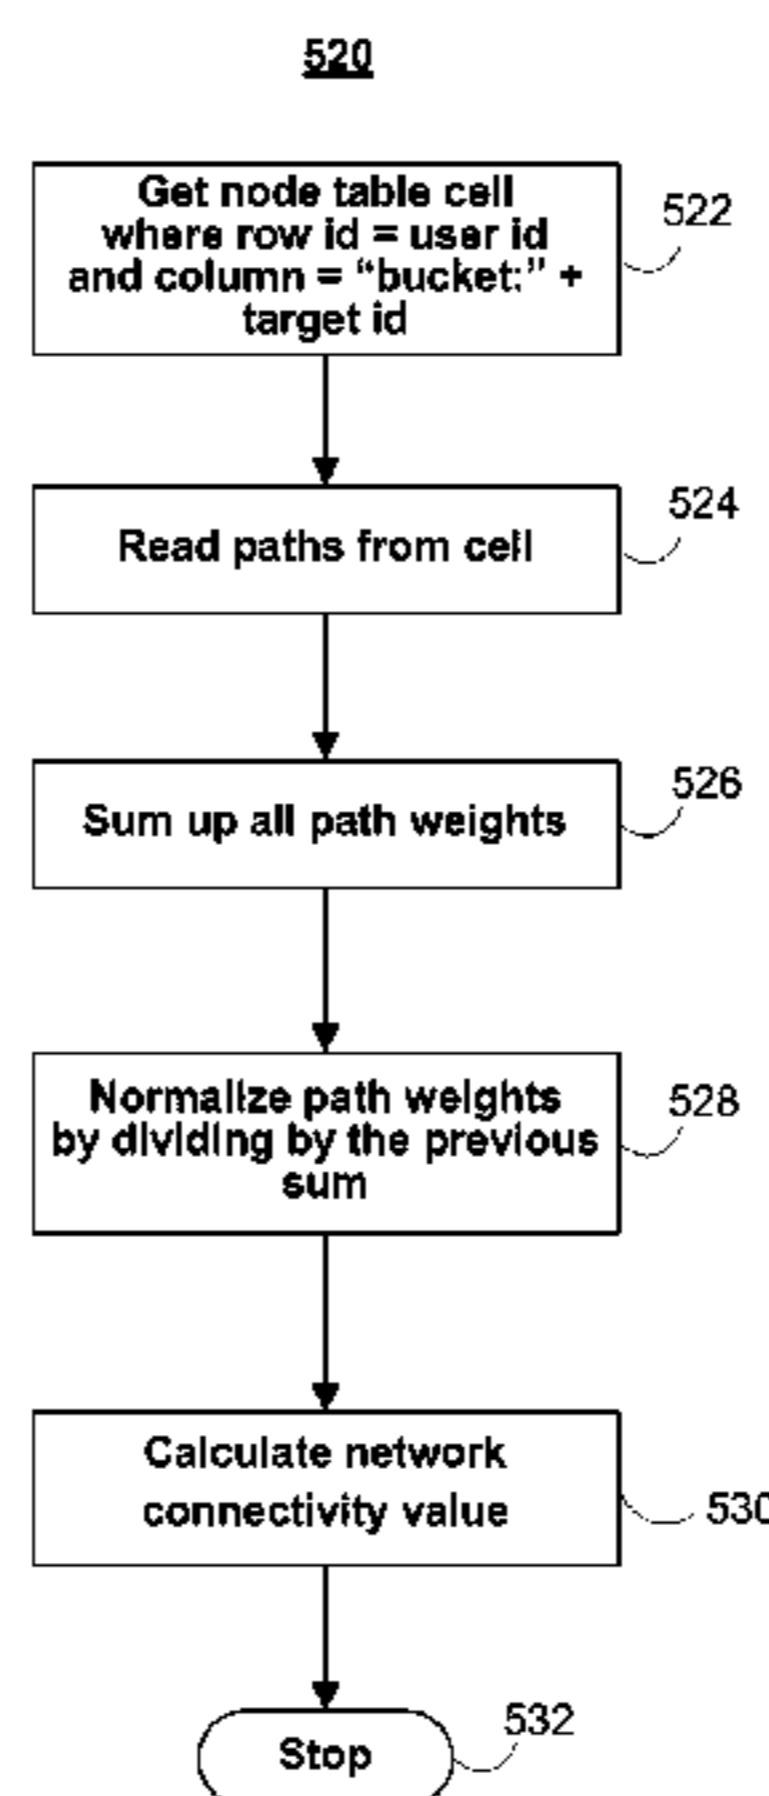 520
Get node table cell
where row id = user id
and column = “bucket:” +
target id
522
Read paths from cell
524
Sum up all path weights
526
Normalize path weights
by dividing by the previous
sum
528
Calculate network
connectivity value
530
Stop
532